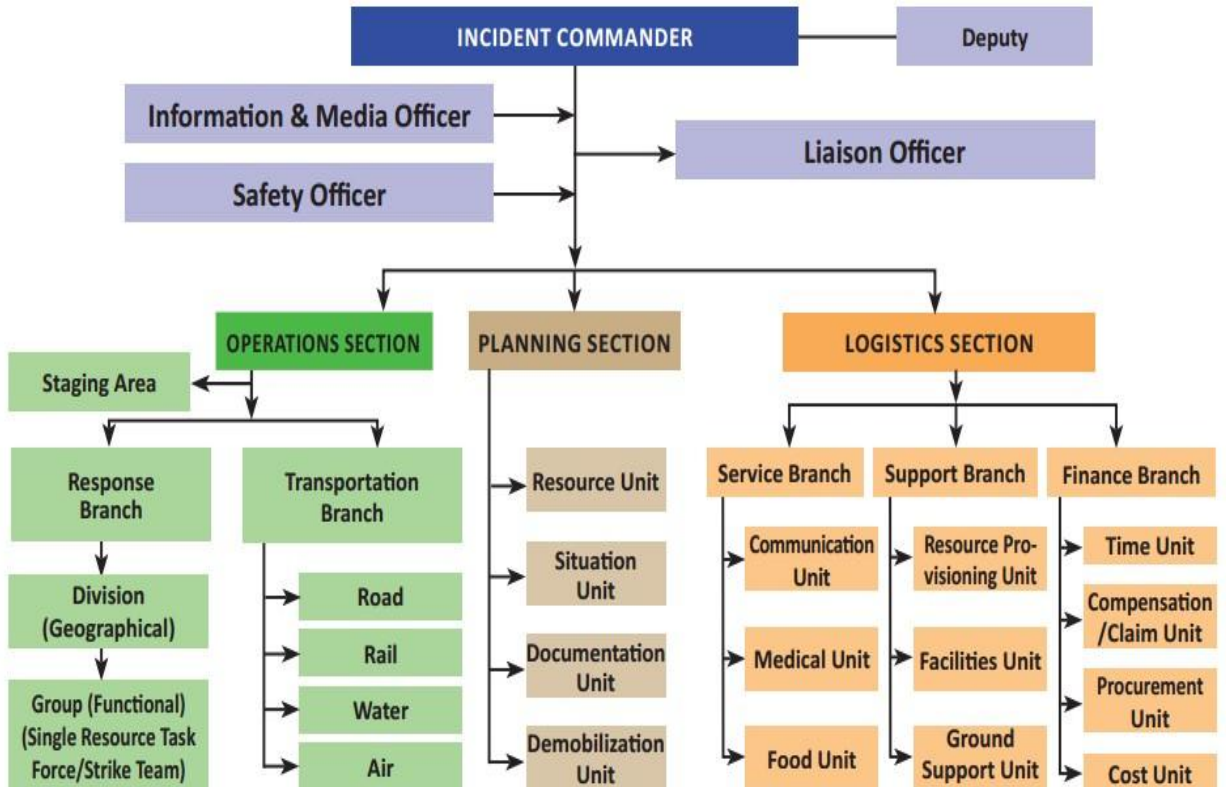 INCIDENT COMMANDER
Deputy
Information & Media Officer
Liaison Officer
Safety Officer
OPERATIONS SECTION
PLANNING SECTION
LOGISTICS SECTION
Staging Area
Response
Branch
Transportation
Branch
Division
(Geographical)
Group (Functional)
(Single Resource Task
Force/Strike Team)
Road
Rail
Water
Air
Resource Unit
Situation
Unit
Documentation
Unit
Demobilization
Unit
Service Branch
Support Branch
Finance Branch
Communication
Unit
Medical Unit
Food Unit
Resource Pro-
visioning Unit
Facilities Unit
Ground
Support Unit
Time Unit
Compensation
/Claim Unit
Procurement
Unit
Cost Unit